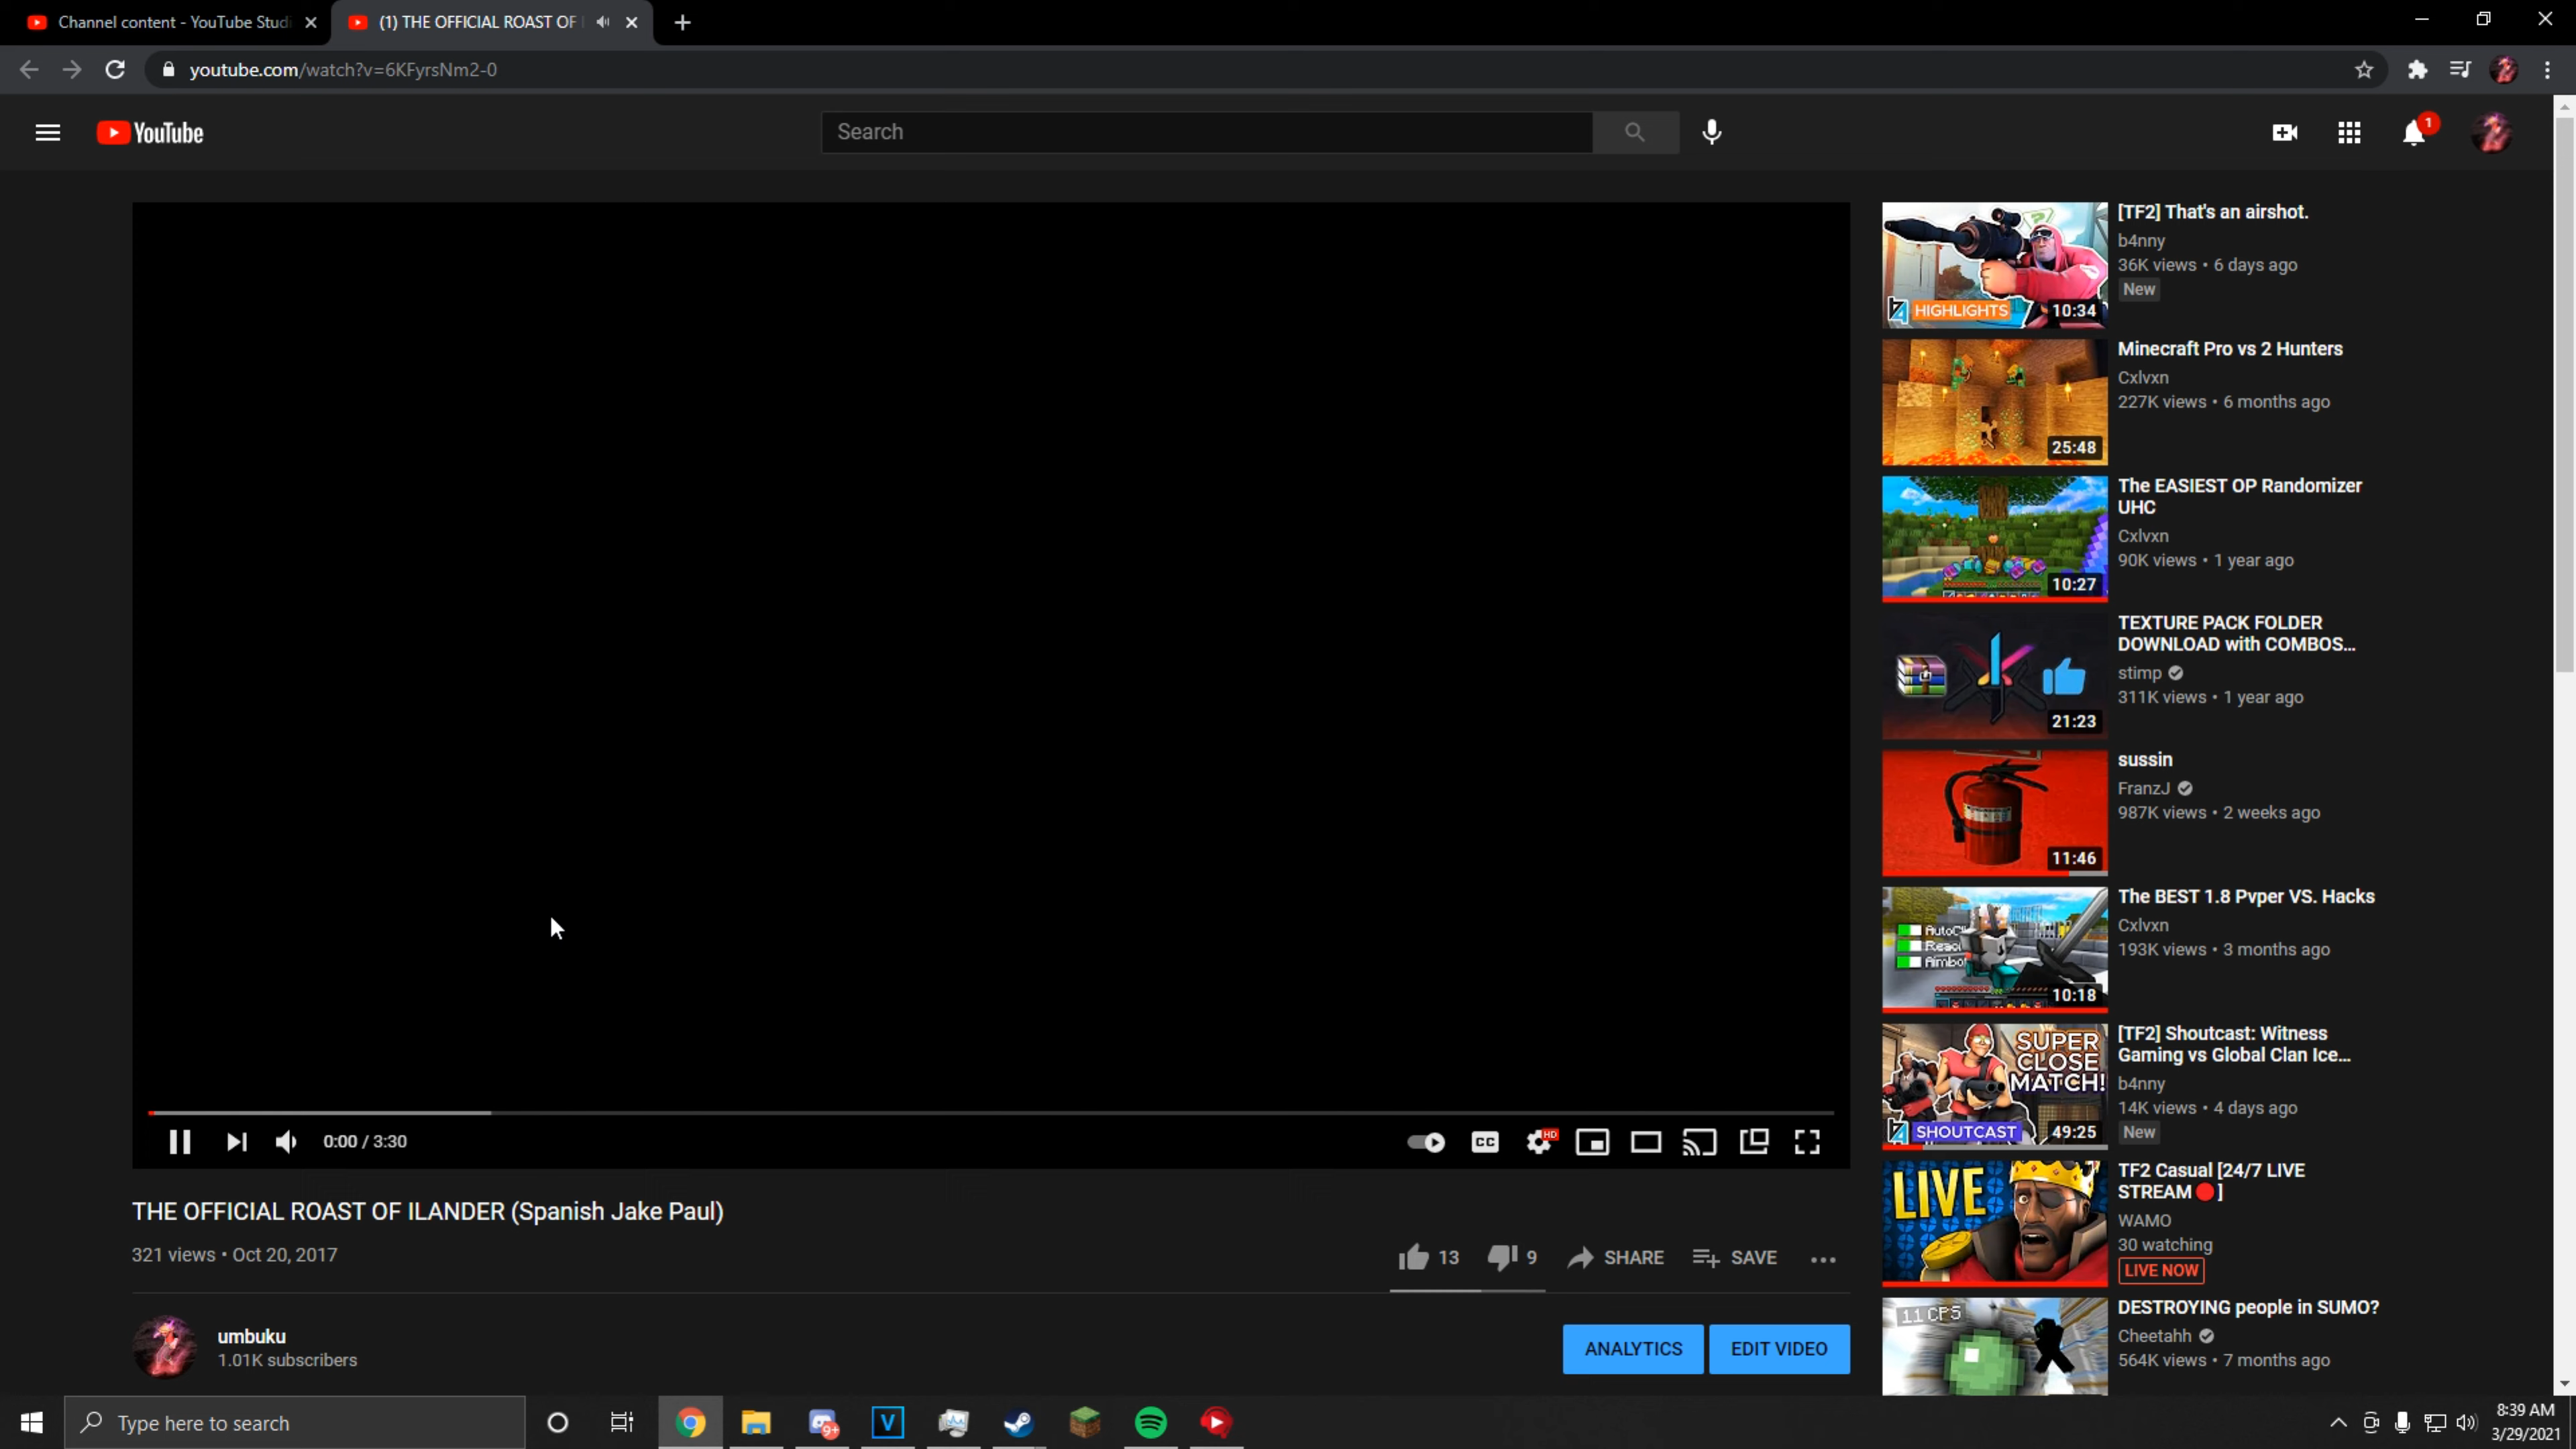 Channel content - YouTube Studi
(1) THE OFFICIAL ROAST OF
youtube.com/watch?v=6KFyrsNm2-0
YouTube
Search
1
[TF2] That's an airshot.
b4nny
36K views • 6 days ago
New
HIGHLIGHTS
10:34
Minecraft Pro vs 2 Hunters
Cxlvxn
227K views • 6 months ago
25:48
The EASIEST OP Randomizer
UHC
Cxlvxn
90K views • 1 year ago
10:27
TEXTURE PACK FOLDER
DOWNLOAD with COMBOS...
stimp
311K views • 1 year ago
21:23
sussin
FranzJ
987K views • 2 weeks ago
11:46
The BEST 1.8 Pvper VS. Hacks
Cxlvxn
193K views • 3 months ago
10:18
[TF2] Shoutcast: Witness
Gaming vs Global Clan Ice...
b4nny
14K views • 4 days ago
New
SUPER
CLOSE
MATCH!
SHOUTCAST
49:25
TF2 Casual [24/7 LIVE
STREAM🔴]
WAMO
30 watching
LIVE NOW
LIVE
DESTROYING people in SUMO?
Cheetahh
564K views • 7 months ago
11 CPS
0:00 / 3:30
CC
HD
THE OFFICIAL ROAST OF ILANDER (Spanish Jake Paul)
321 views • Oct 20, 2017
13
9
SHARE
SAVE
umbuku
1.01K subscribers
ANALYTICS
EDIT VIDEO
Type here to search
9+
V
8:39 AM
3/29/2021